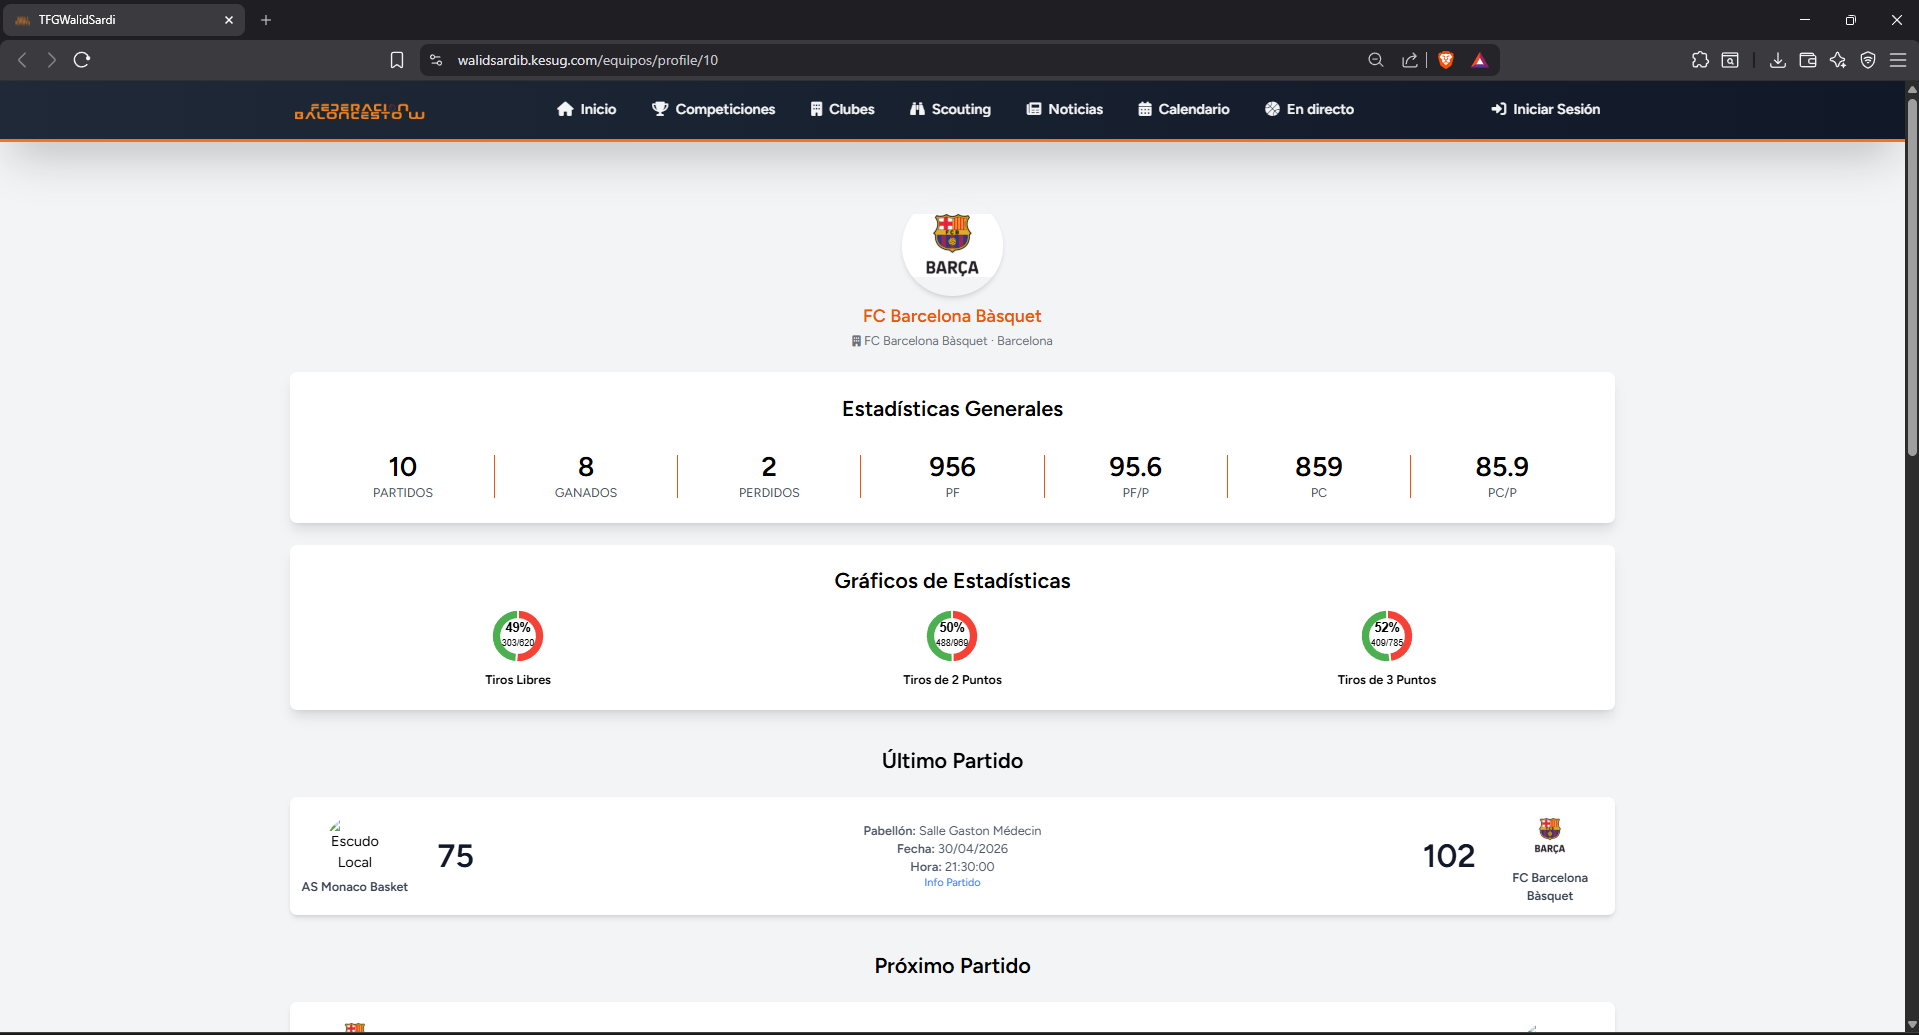 TFGWalidSardi
walidsardib.kesug.com/equipos/profile/10
FEDERACION
BALONCESTO W
Inicio
Competiciones
Clubes
Scouting
Noticias
Calendario
En directo
Iniciar Sesión
FCB
BARÇA
FC Barcelona Bàsquet
FC Barcelona Bàsquet · Barcelona
Estadísticas Generales
10
PARTIDOS
8
GANADOS
2
PERDIDOS
956
PF
95.6
PF/P
859
PC
85.9
PC/P
Gráficos de Estadísticas
49%
303/620
Tiros Libres
50%
488/969
Tiros de 2 Puntos
52%
409/785
Tiros de 3 Puntos
Último Partido
Escudo
Local
AS Monaco Basket
75
Pabellón: Salle Gaston Médecin
Fecha: 30/04/2026
Hora: 21:30:00
Info Partido
102
BARÇA
FC Barcelona
Bàsquet
Próximo Partido